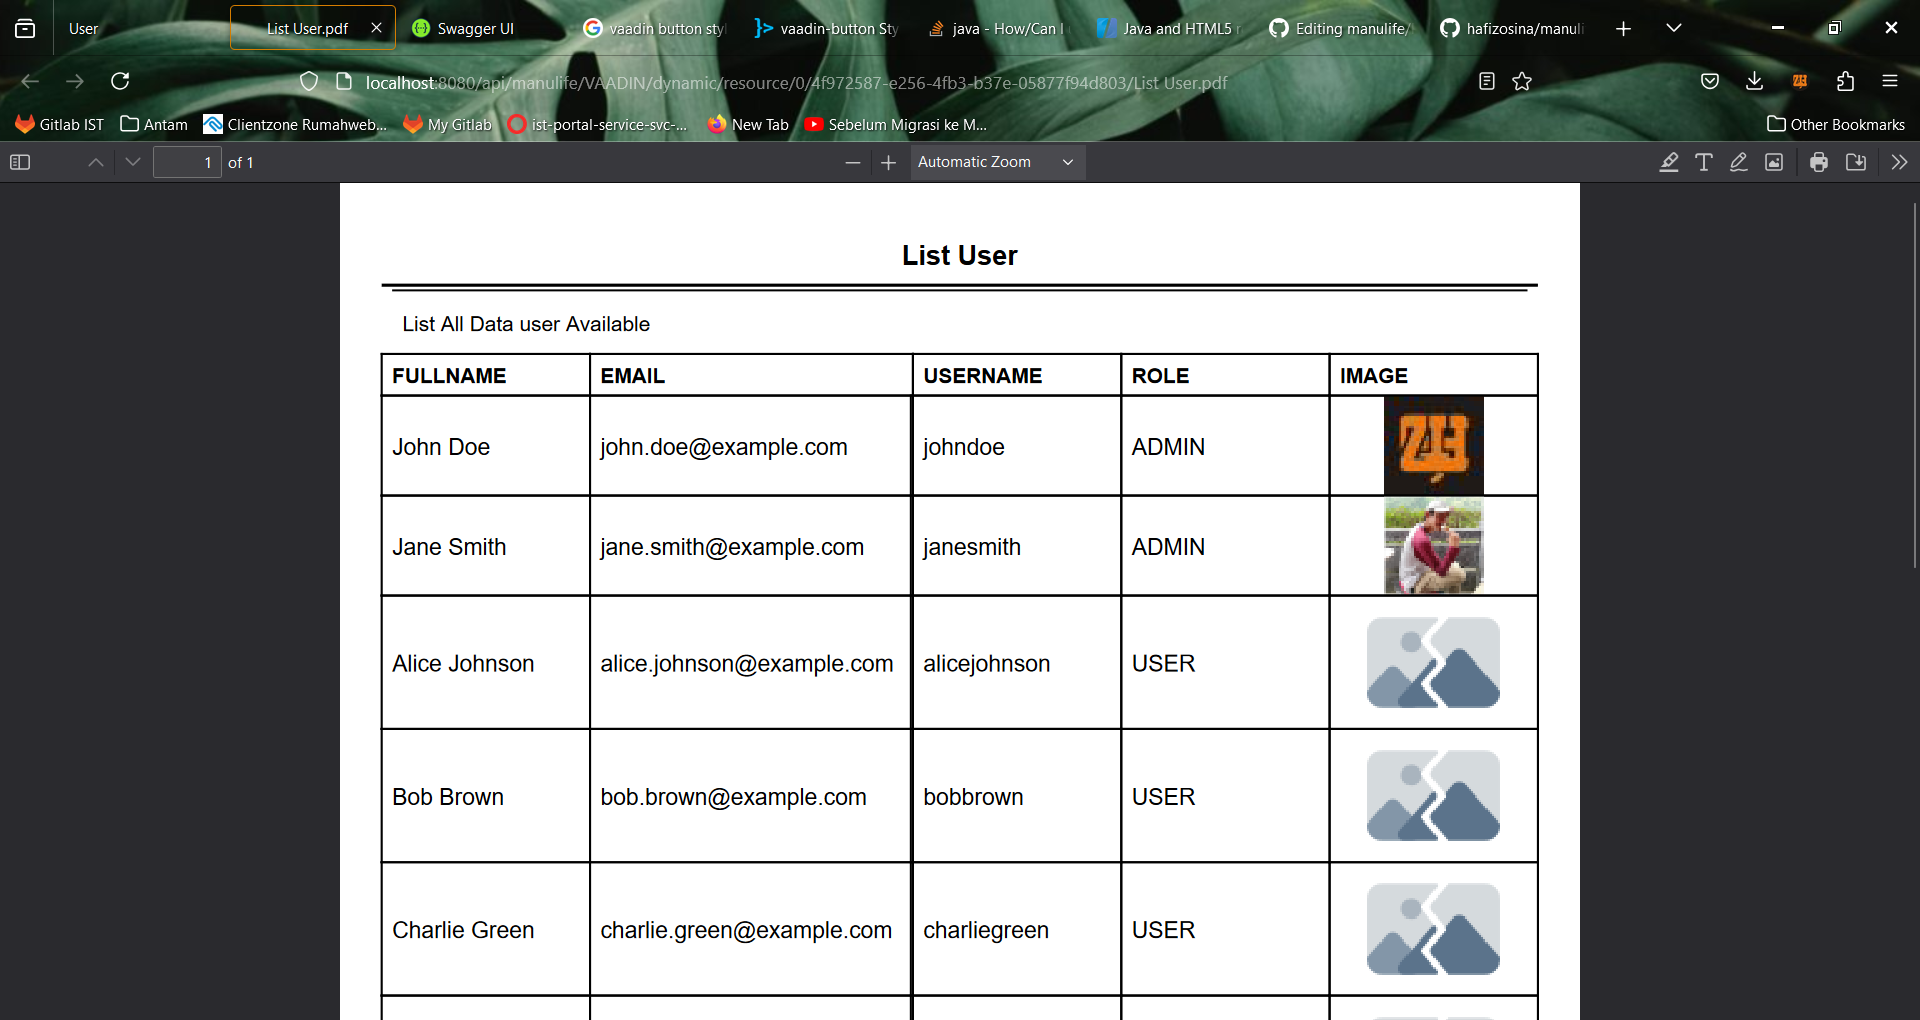 User
List User.pdf
Swagger UI
vaadin button styl
vaadin-button Sty
java - How/Can I
Java and HTML5 r
Editing manulife/
hafizosina/manuli
localhost:8080/api/manulife/VAADIN/dynamic/resource/0/4f972587-e256-4fb3-b37e-05877f94d803/List User.pdf
Gitlab IST
Antam
Clientzone Rumahweb...
My Gitlab
ist-portal-service-svc-...
New Tab
Sebelum Migrasi ke M...
Other Bookmarks
1 of 1
Automatic Zoom
List User
List All Data user Available
FULLNAME EMAIL USERNAME ROLE IMAGE
John Doe john.doe@example.com johndoe ADMIN
ZH
Jane Smith jane.smith@example.com janesmith ADMIN
Alice Johnson alice.johnson@example.com alicejohnson USER
Bob Brown bob.brown@example.com bobbrown USER
Charlie Green charlie.green@example.com charliegreen USER